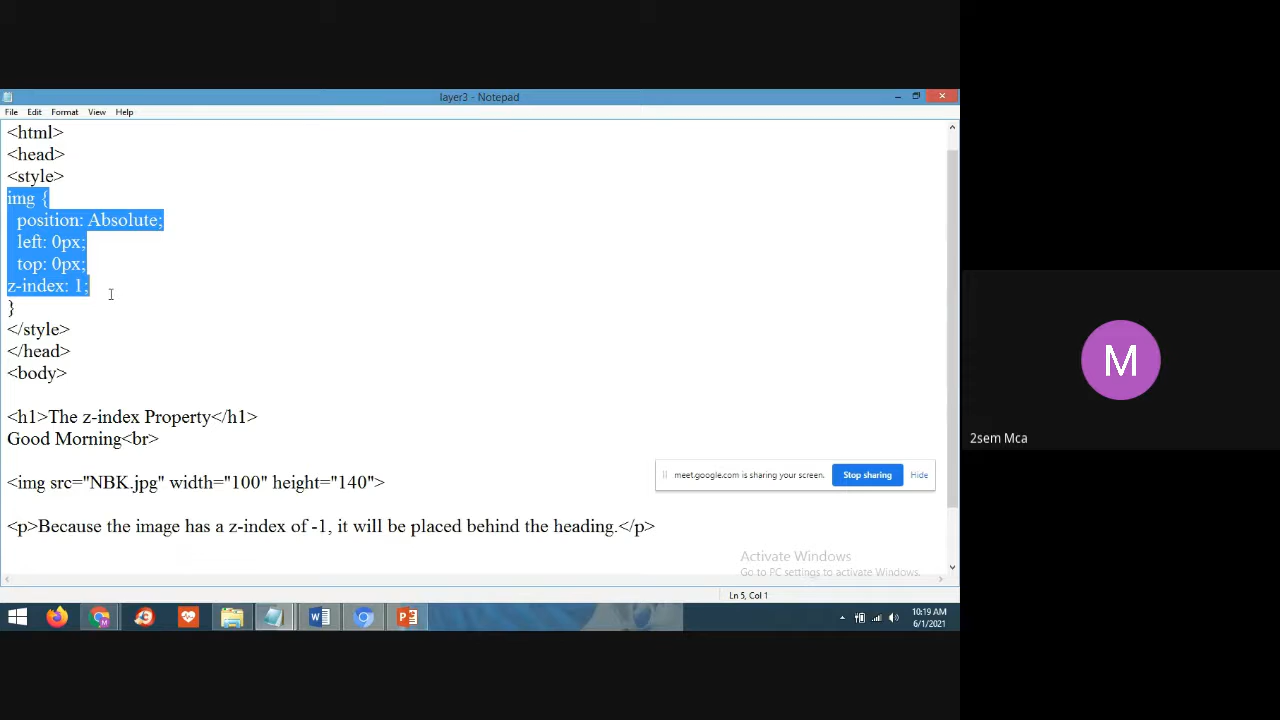 layer3 - Notepad
File Edit Format View Help
<html>
<head>
<style>
img {
position: Absolute;
left: 0px;
top: 0px;
z-index: 1;
}
</style>
</head>
<body>
<h1>The z-index Property</h1>
Good Morning<br>
<img src="NBK.jpg" width="100" height="140">
<p>Because the image has a z-index of -1, it will be placed behind the heading.</p>
meet.google.com is sharing your screen. Stop sharing Hide
Activate Windows
Go to PC settings to activate Windows.
Ln 5, Col 1
10:19 AM
6/1/2021
M
2sem Mca